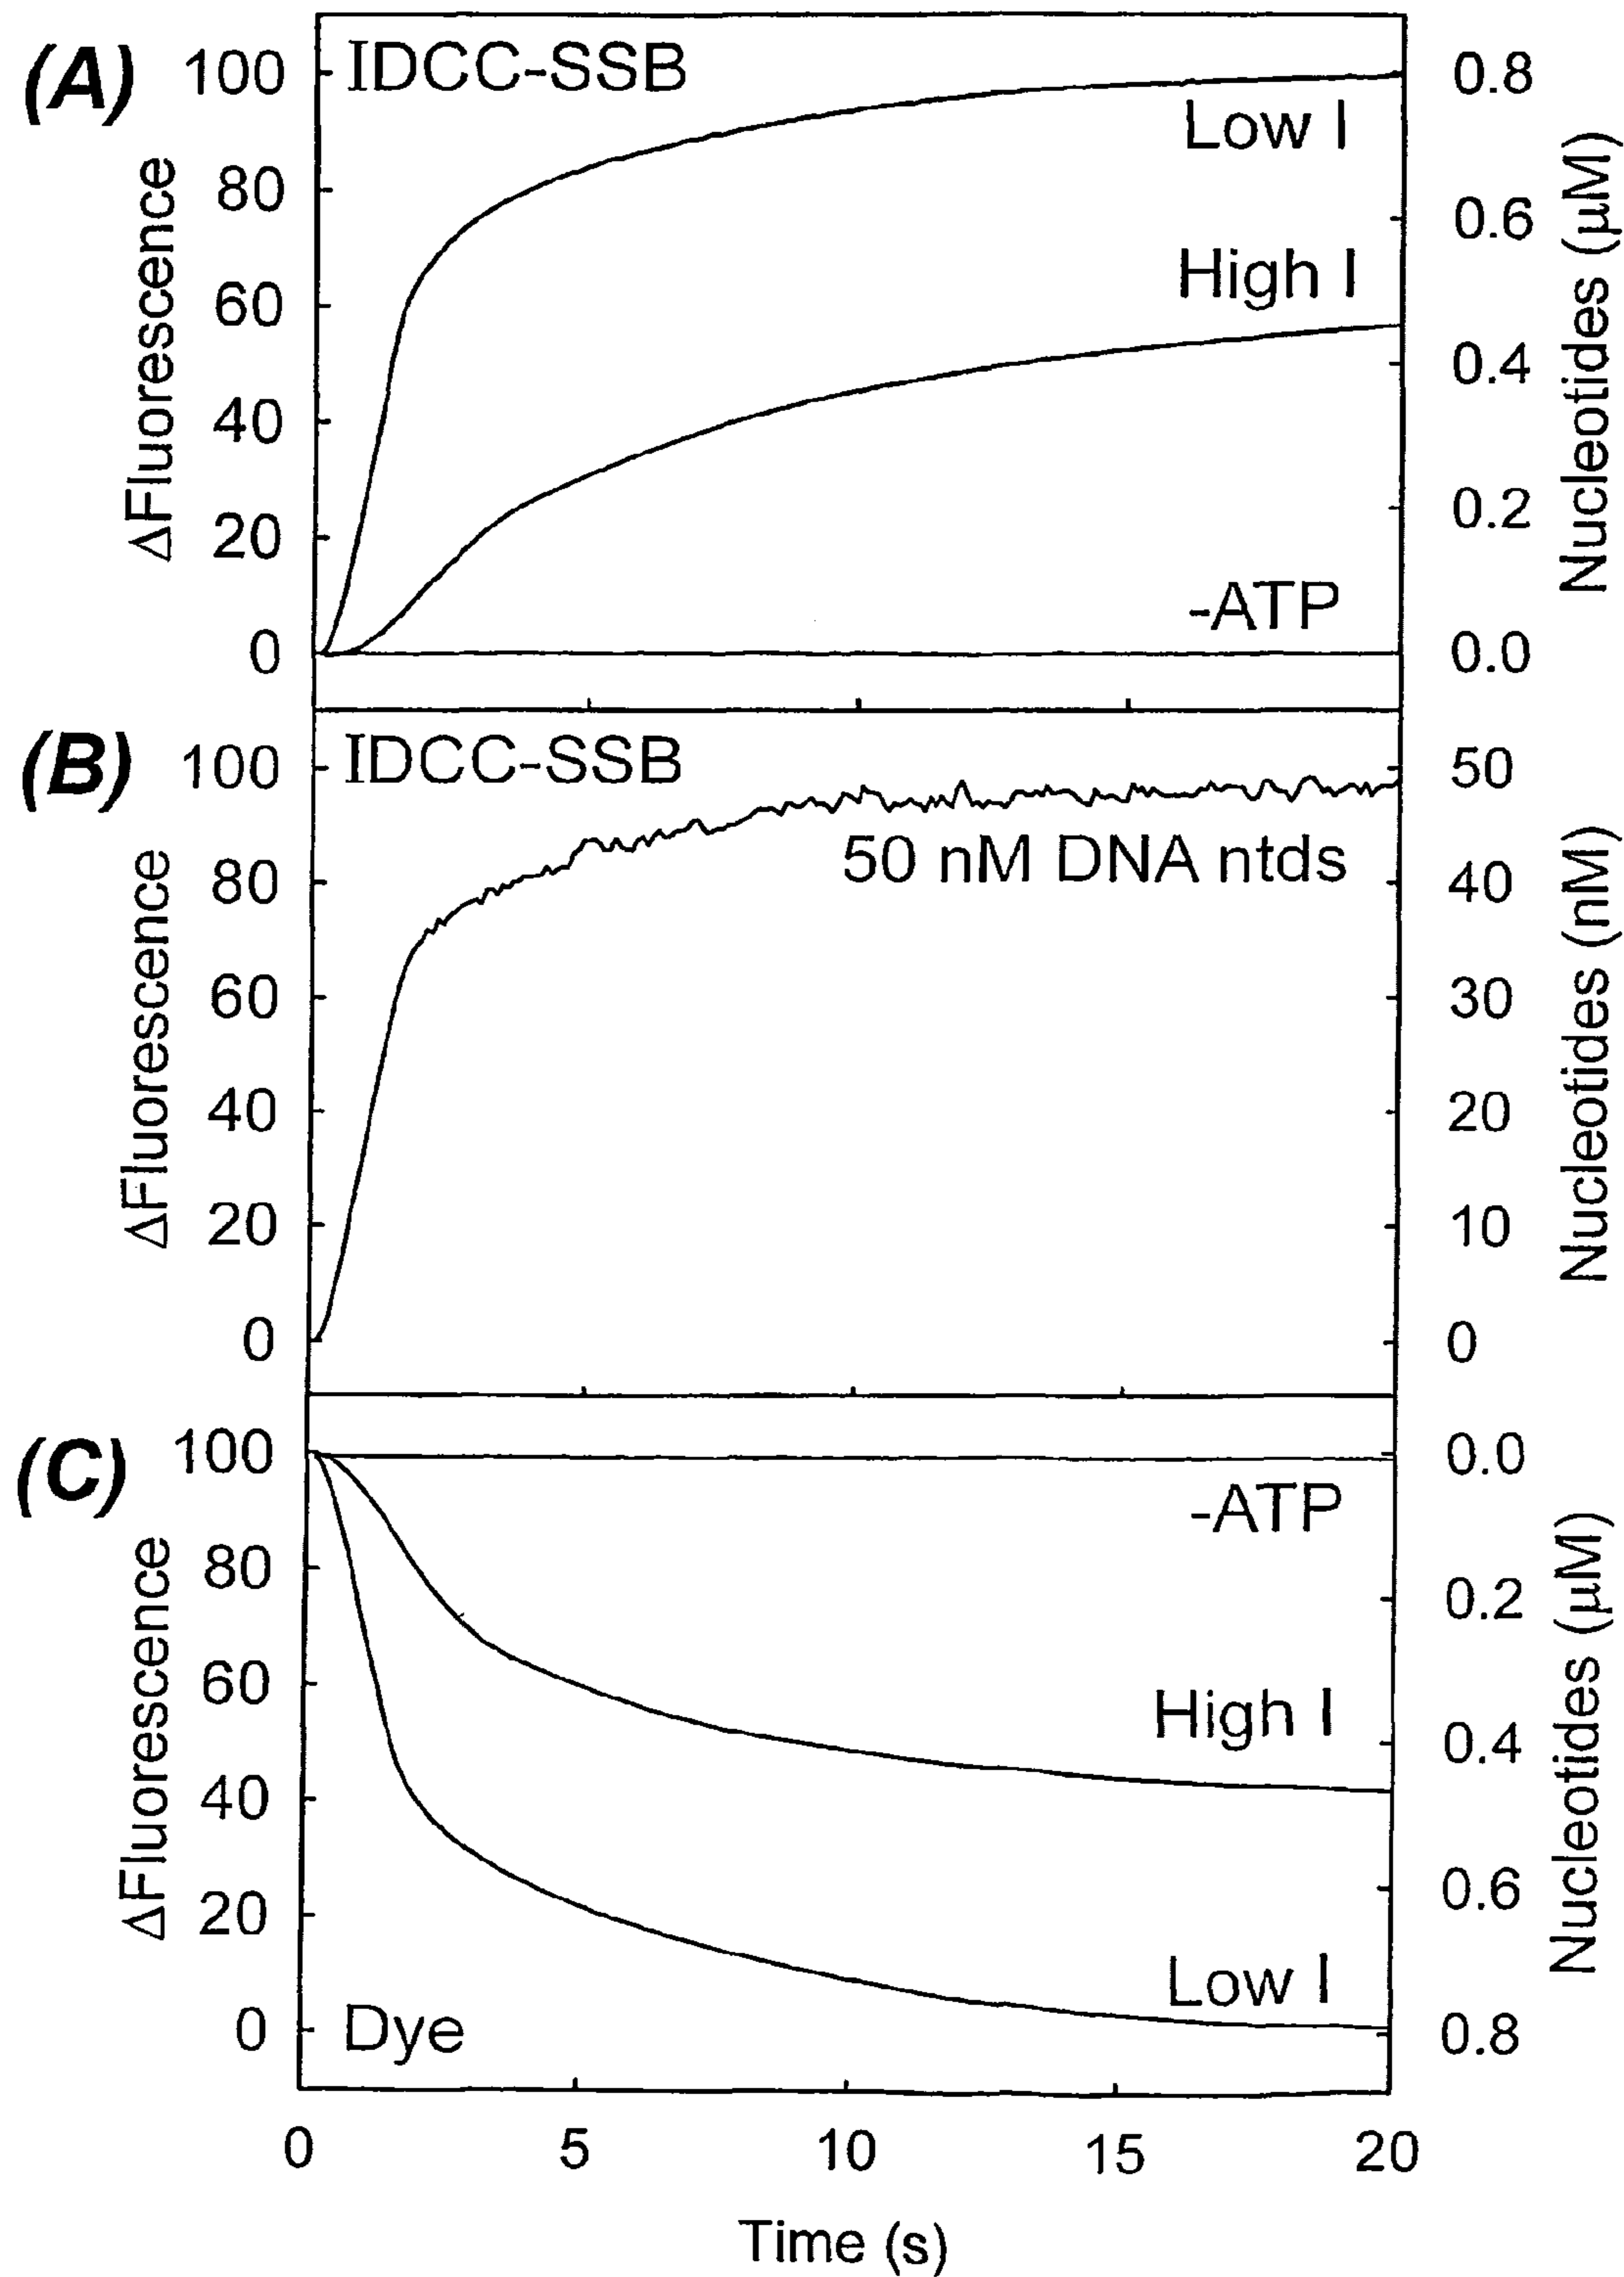 (A)
IDCC-SSB
Low I
High I
-ATP
100
80
60
40
20
0
ΔFluorescence
0.8
0.6
0.4
0.2
0.0
Nucleotides (μM)
(B)
IDCC-SSB
50 nM DNA ntds
100
80
60
40
20
0
ΔFluorescence
50
40
30
20
10
0
Nucleotides (nM)
(C)
-ATP
High I
Low I
Dye
100
80
60
40
20
0
ΔFluorescence
0.0
0.2
0.4
0.6
0.8
Nucleotides (μM)
0 5 10 15 20
Time (s)